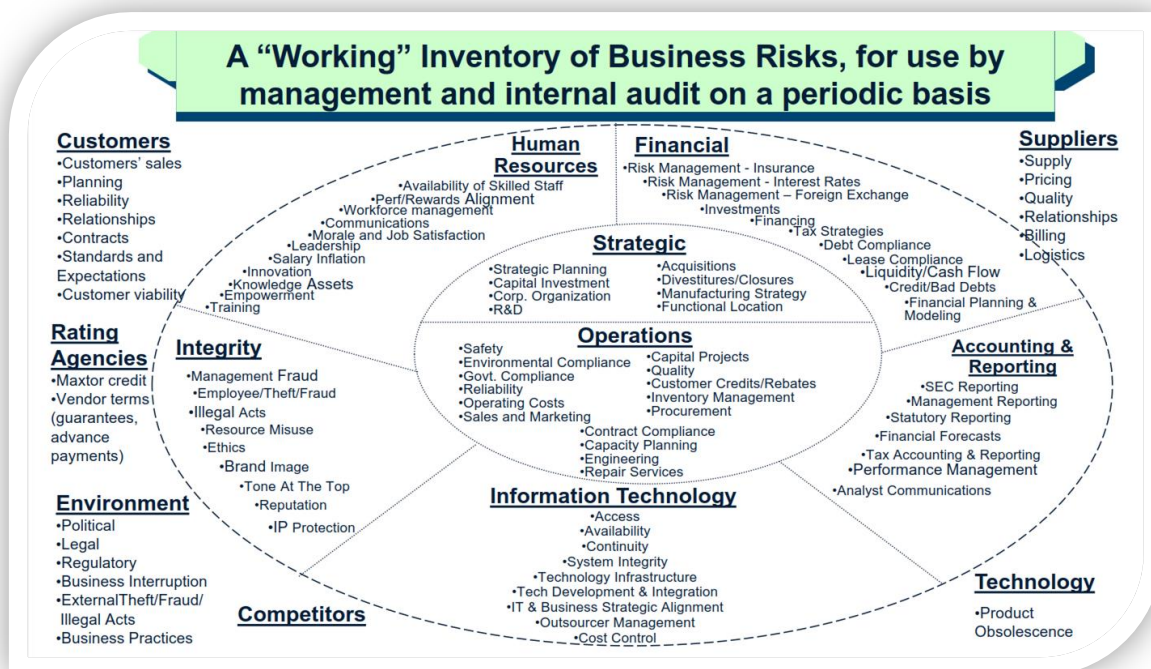 A “Working” Inventory of Business Risks, for use by
management and internal audit on a periodic basis
Customers
•Customers’ sales
•Planning
•Reliability
•Relationships
•Contracts
•Standards and
Expectations
•Customer viability
Rating
Agencies
•Maxtor credit
•Vendor terms
(guarantees,
advance
payments)
Environment
•Political
•Legal
•Regulatory
•Business Interruption
•ExternalTheft/Fraud/
Illegal Acts
•Business Practices
Competitors
Human
Resources
•Availability of Skilled Staff
•Perf/Rewards Alignment
•Workforce management
•Communications
•Morale and Job Satisfaction
•Leadership
•Salary Inflation
•Innovation
•Knowledge Assets
•Empowerment
•Training
Financial
•Risk Management - Insurance
•Risk Management - Interest Rates
•Risk Management – Foreign Exchange
•Investments
•Financing
•Tax Strategies
•Debt Compliance
•Lease Compliance
•Liquidity/Cash Flow
•Credit/Bad Debts
•Financial Planning &
Modeling
Suppliers
•Supply
•Pricing
•Quality
•Relationships
•Billing
•Logistics
Strategic
•Strategic Planning
•Capital Investment
•Corp. Organization
•R&D
•Acquisitions
•Divestitures/Closures
•Manufacturing Strategy
•Functional Location
Operations
•Safety
•Environmental Compliance
•Govt. Compliance
•Reliability
•Operating Costs
•Sales and Marketing
•Capital Projects
•Quality
•Customer Credits/Rebates
•Inventory Management
•Procurement
•Contract Compliance
•Capacity Planning
•Engineering
•Repair Services
Integrity
•Management Fraud
•Employee/Theft/Fraud
•Illegal Acts
•Resource Misuse
•Ethics
•Brand Image
•Tone At The Top
•Reputation
•IP Protection
Accounting &
Reporting
•SEC Reporting
•Management Reporting
•Statutory Reporting
•Financial Forecasts
•Tax Accounting & Reporting
•Performance Management
•Analyst Communications
Information Technology
•Access
•Availability
•Continuity
•System Integrity
•Technology Infrastructure
•Tech Development & Integration
•IT & Business Strategic Alignment
•Outsourcer Management
•Cost Control
Technology
•Product
Obsolescence